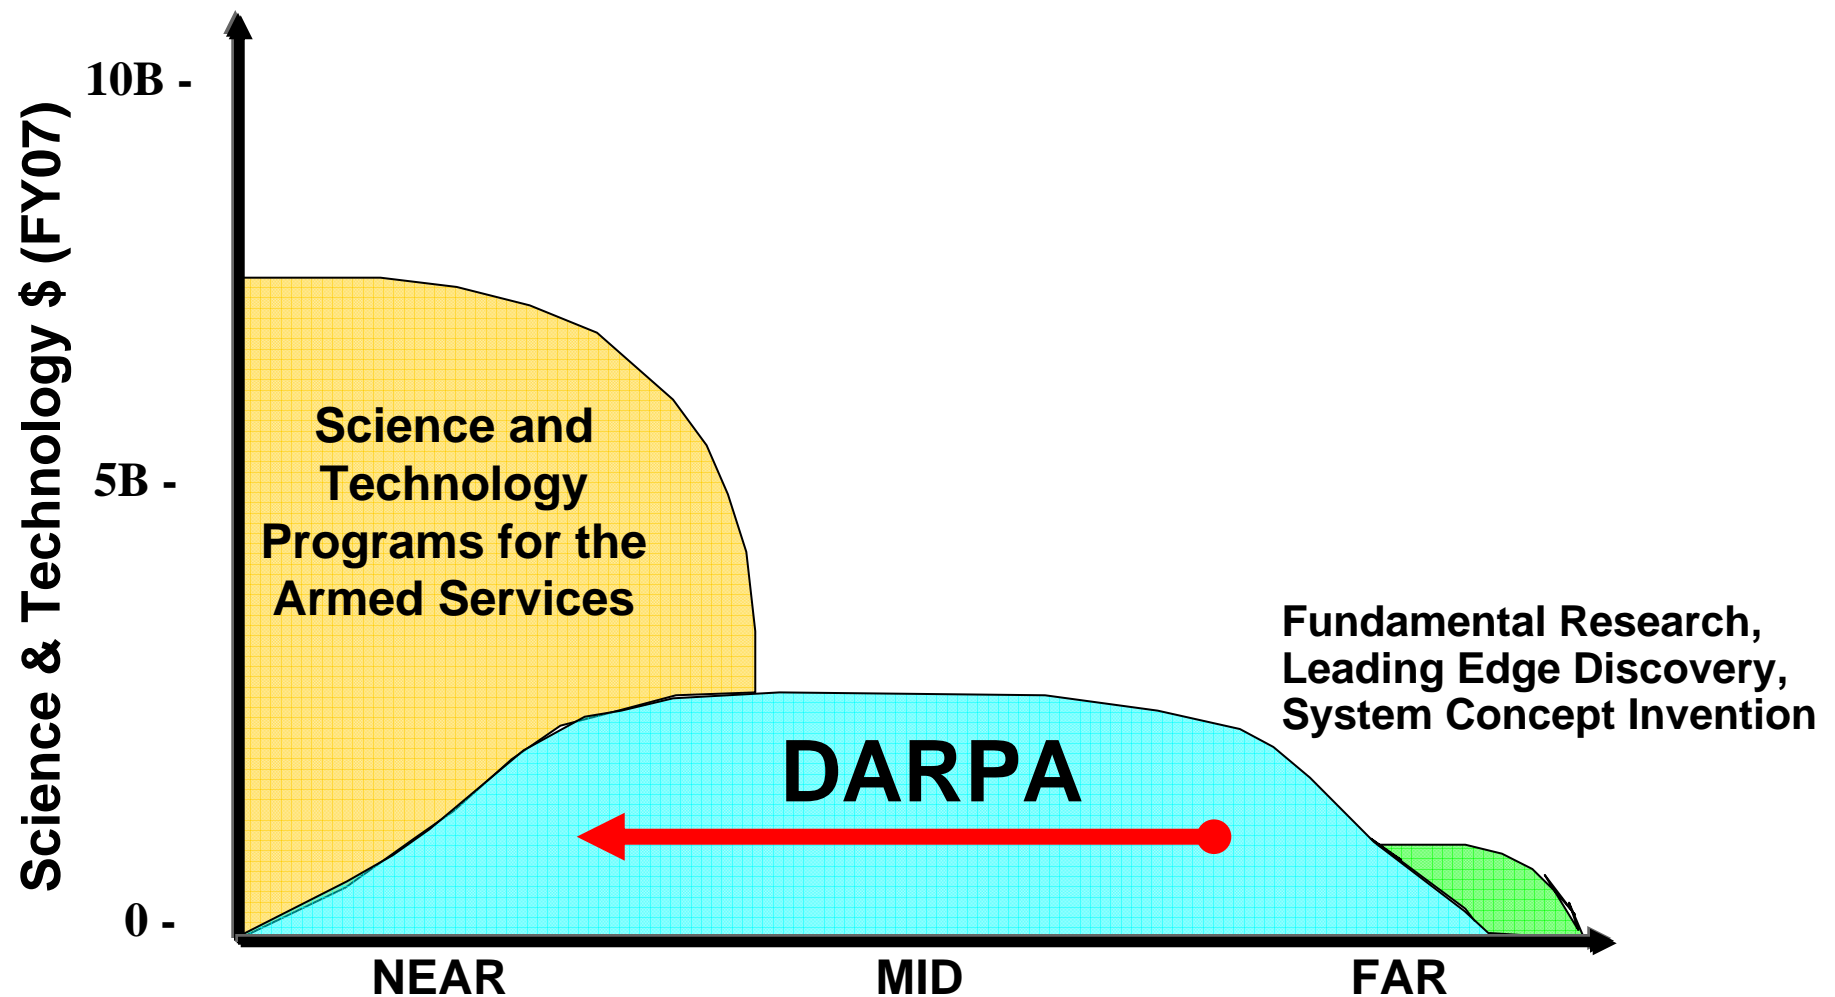 Science & Technology $ (FY07)
10B -
5B -
0 -
Science and
Technology
Programs for the
Armed Services
DARPA
Fundamental Research,
Leading Edge Discovery,
System Concept Invention
NEAR
MID
FAR